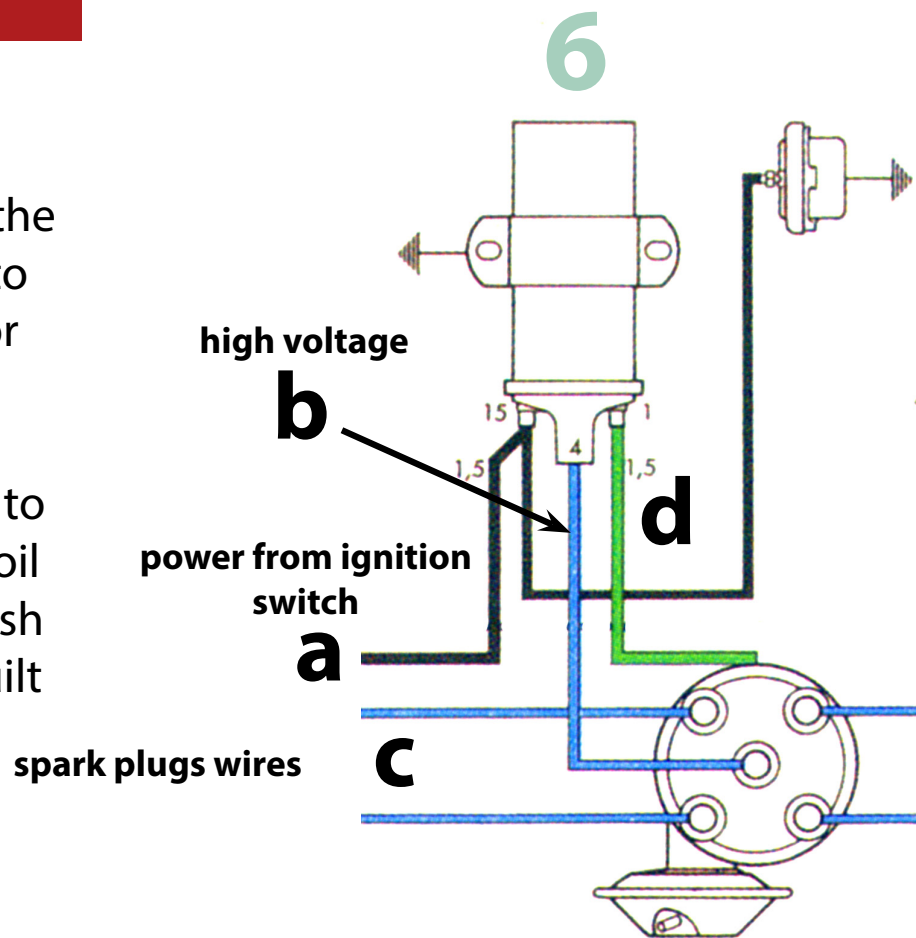 6
the
to
or
high voltage
b
15
1
4
1,5
1,5
d
to
oil
power from ignition
sh
switch
a
ilt
spark plugs wires
c